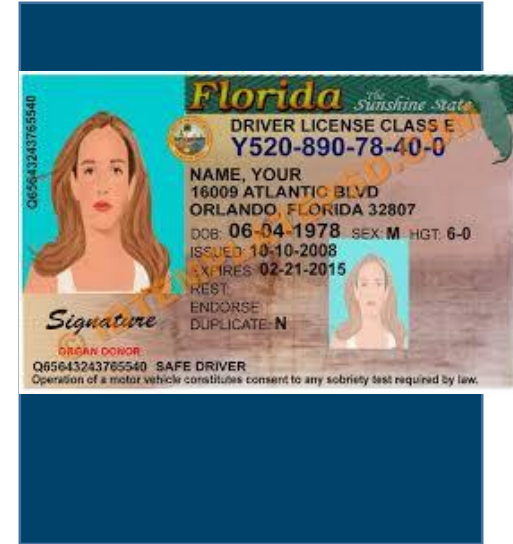 Florida The Sunshine State
DRIVER LICENSE CLASS E
Y520-890-78-40-0
NAME, YOUR
16009 ATLANTIC BLVD
ORLANDO, FLORIDA 32807
DOB: 06-04-1978 SEX: M HGT: 6-0
ISSUED: 10-10-2008
EXPIRES: 02-21-2015
REST:
ENDORSE:
DUPLICATE: N
Q65643243765540
Signature
ORGAN DONOR
Q65643243765540 SAFE DRIVER
Operation of a motor vehicle constitutes consent to any sobriety test required by law.